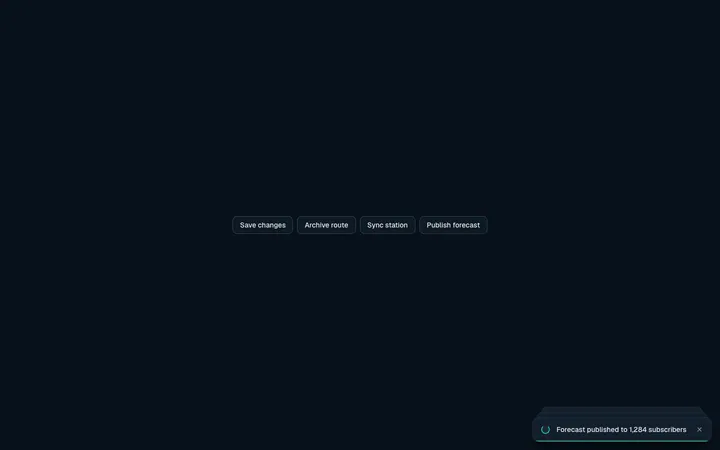 Save changes
Archive route
Sync station
Publish forecast
Forecast published to 1,284 subscribers